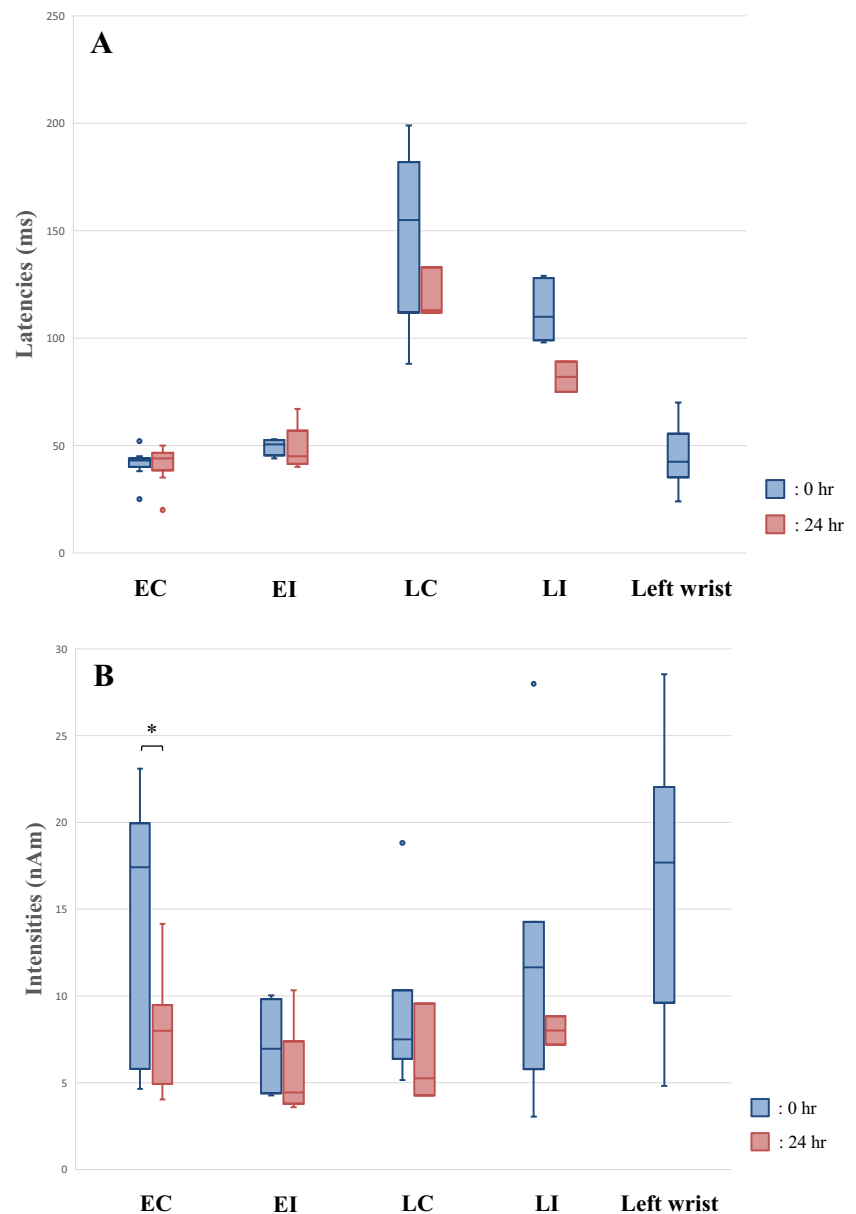 A
250
200
150
100
50
0
Latencies (ms)
EC EI LC LI Left wrist
: 0 hr
: 24 hr
B
30
25
20
15
10
5
0
*
Intensities (nAm)
EC EI LC LI Left wrist
: 0 hr
: 24 hr